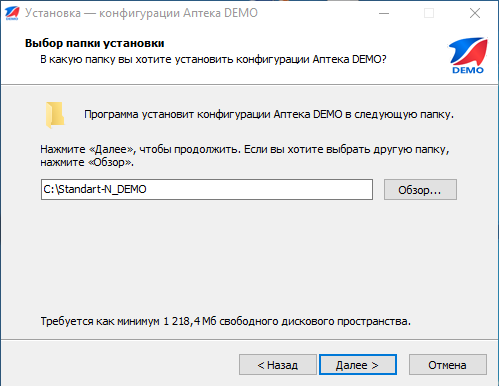 Установка — конфигурации Аптека DEMO
Выбор папки установки
В какую папку вы хотите установить конфигурации Аптека DEMO?
DEMO
Программа установит конфигурации Аптека DEMO в следующую папку.
Нажмите «Далее», чтобы продолжить. Если вы хотите выбрать другую папку,
нажмите «Обзор».
C:\Standart-N_DEMO
Обзор...
Требуется как минимум 1 218,4 Мб свободного дискового пространства.
< Назад
Далее >
Отмена